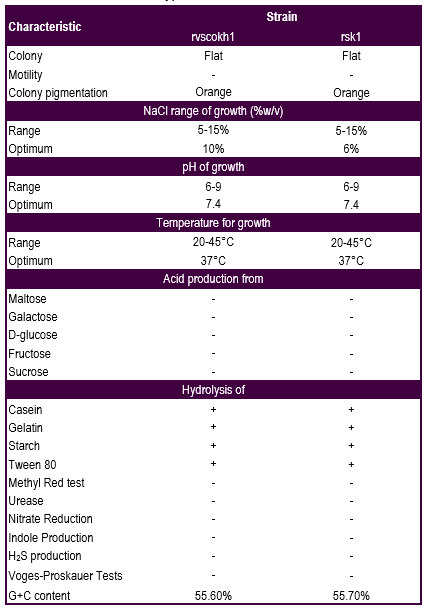 Characteristic Strain
rvscokh1 rsk1
Colony Flat Flat
Motility - -
Colony pigmentation Orange Orange
NaCl range of growth (%w/v)
Range 5-15% 5-15%
Optimum 10% 6%
pH of growth
Range 6-9 6-9
Optimum 7.4 7.4
Temperature for growth
Range 20-45°C 20-45°C
Optimum 37°C 37°C
Acid production from
Maltose - -
Galactose - -
D-glucose - -
Fructose - -
Sucrose - -
Hydrolysis of
Casein + +
Gelatin + +
Starch + +
Tween 80 + +
Methyl Red test - -
Urease - -
Nitrate Reduction - -
Indole Production - -
H₂S production - -
Voges-Proskauer Tests - -
G+C content 55.60% 55.70%